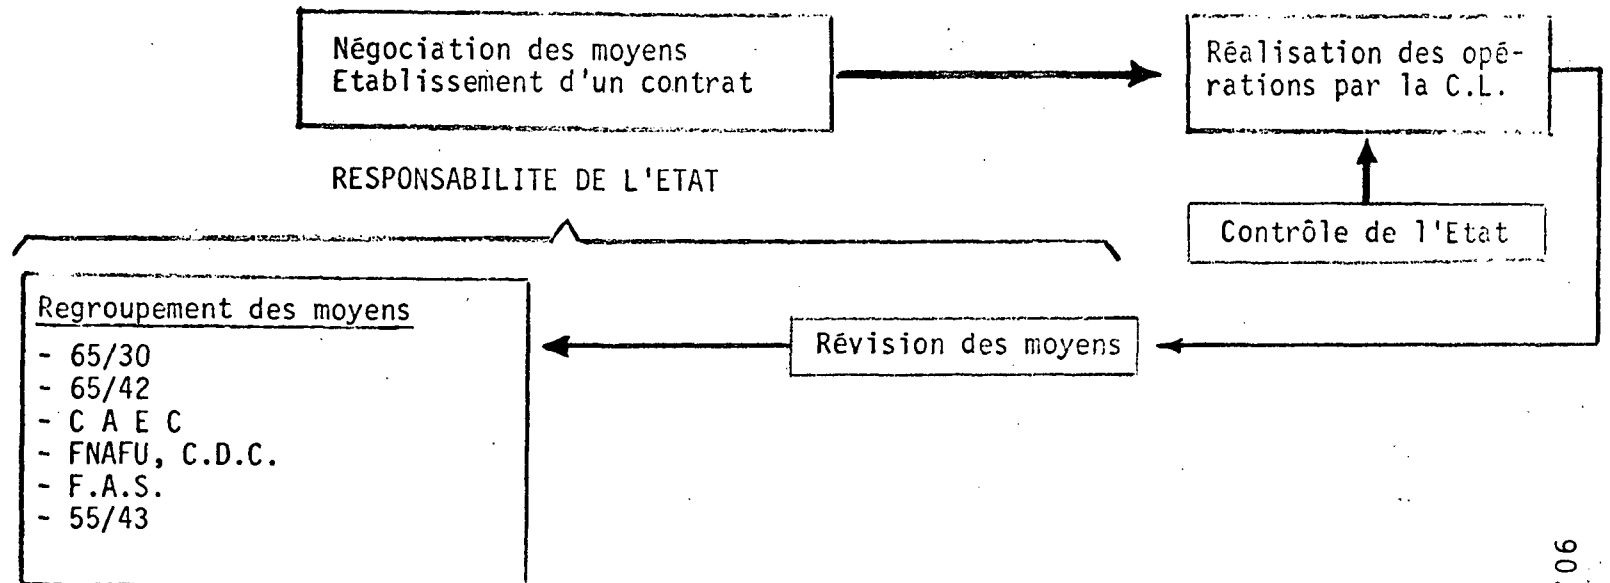 Négociation des moyens
Etablissement d'un contrat
Réalisation des opé-
rations par la C.L.
RESPONSABILITE DE L'ETAT
Contrôle de l'Etat
Regroupement des moyens
- 65/30
- 65/42
- C A E C
- FNAFU, C.D.C.
- F.A.S.
- 55/43
Révision des moyens